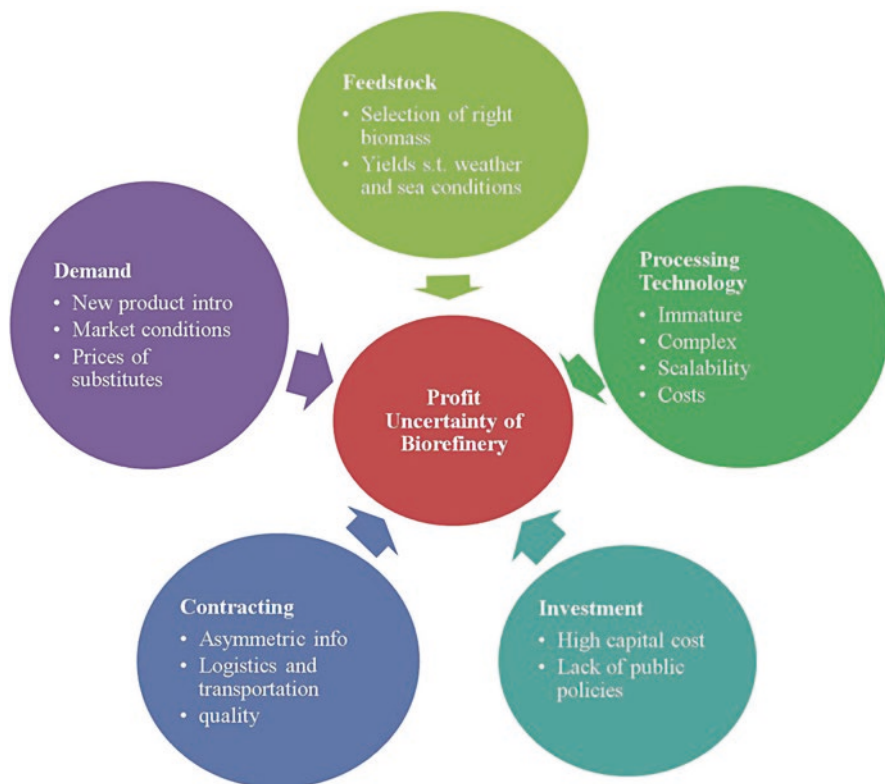 Feedstock
• Selection of right
biomass
• Yields s.t. weather
and sea conditions
Demand
• New product intro
• Market conditions
• Prices of
substitutes
Processing
Technology
• Immature
• Complex
• Scalability
• Costs
Profit
Uncertainty of
Biorefinery
Contracting
• Asymmetric info
• Logistics and
transportation
• quality
Investment
• High capital cost
• Lack of public
policies